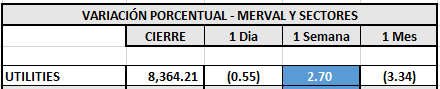 VARIACIÓN PORCENTUAL - MERVAL Y SECTORES
CIERRE 1 Dia 1 Semana 1 Mes
UTILITIES 8,364.21 (0.55) 2.70 (3.34)